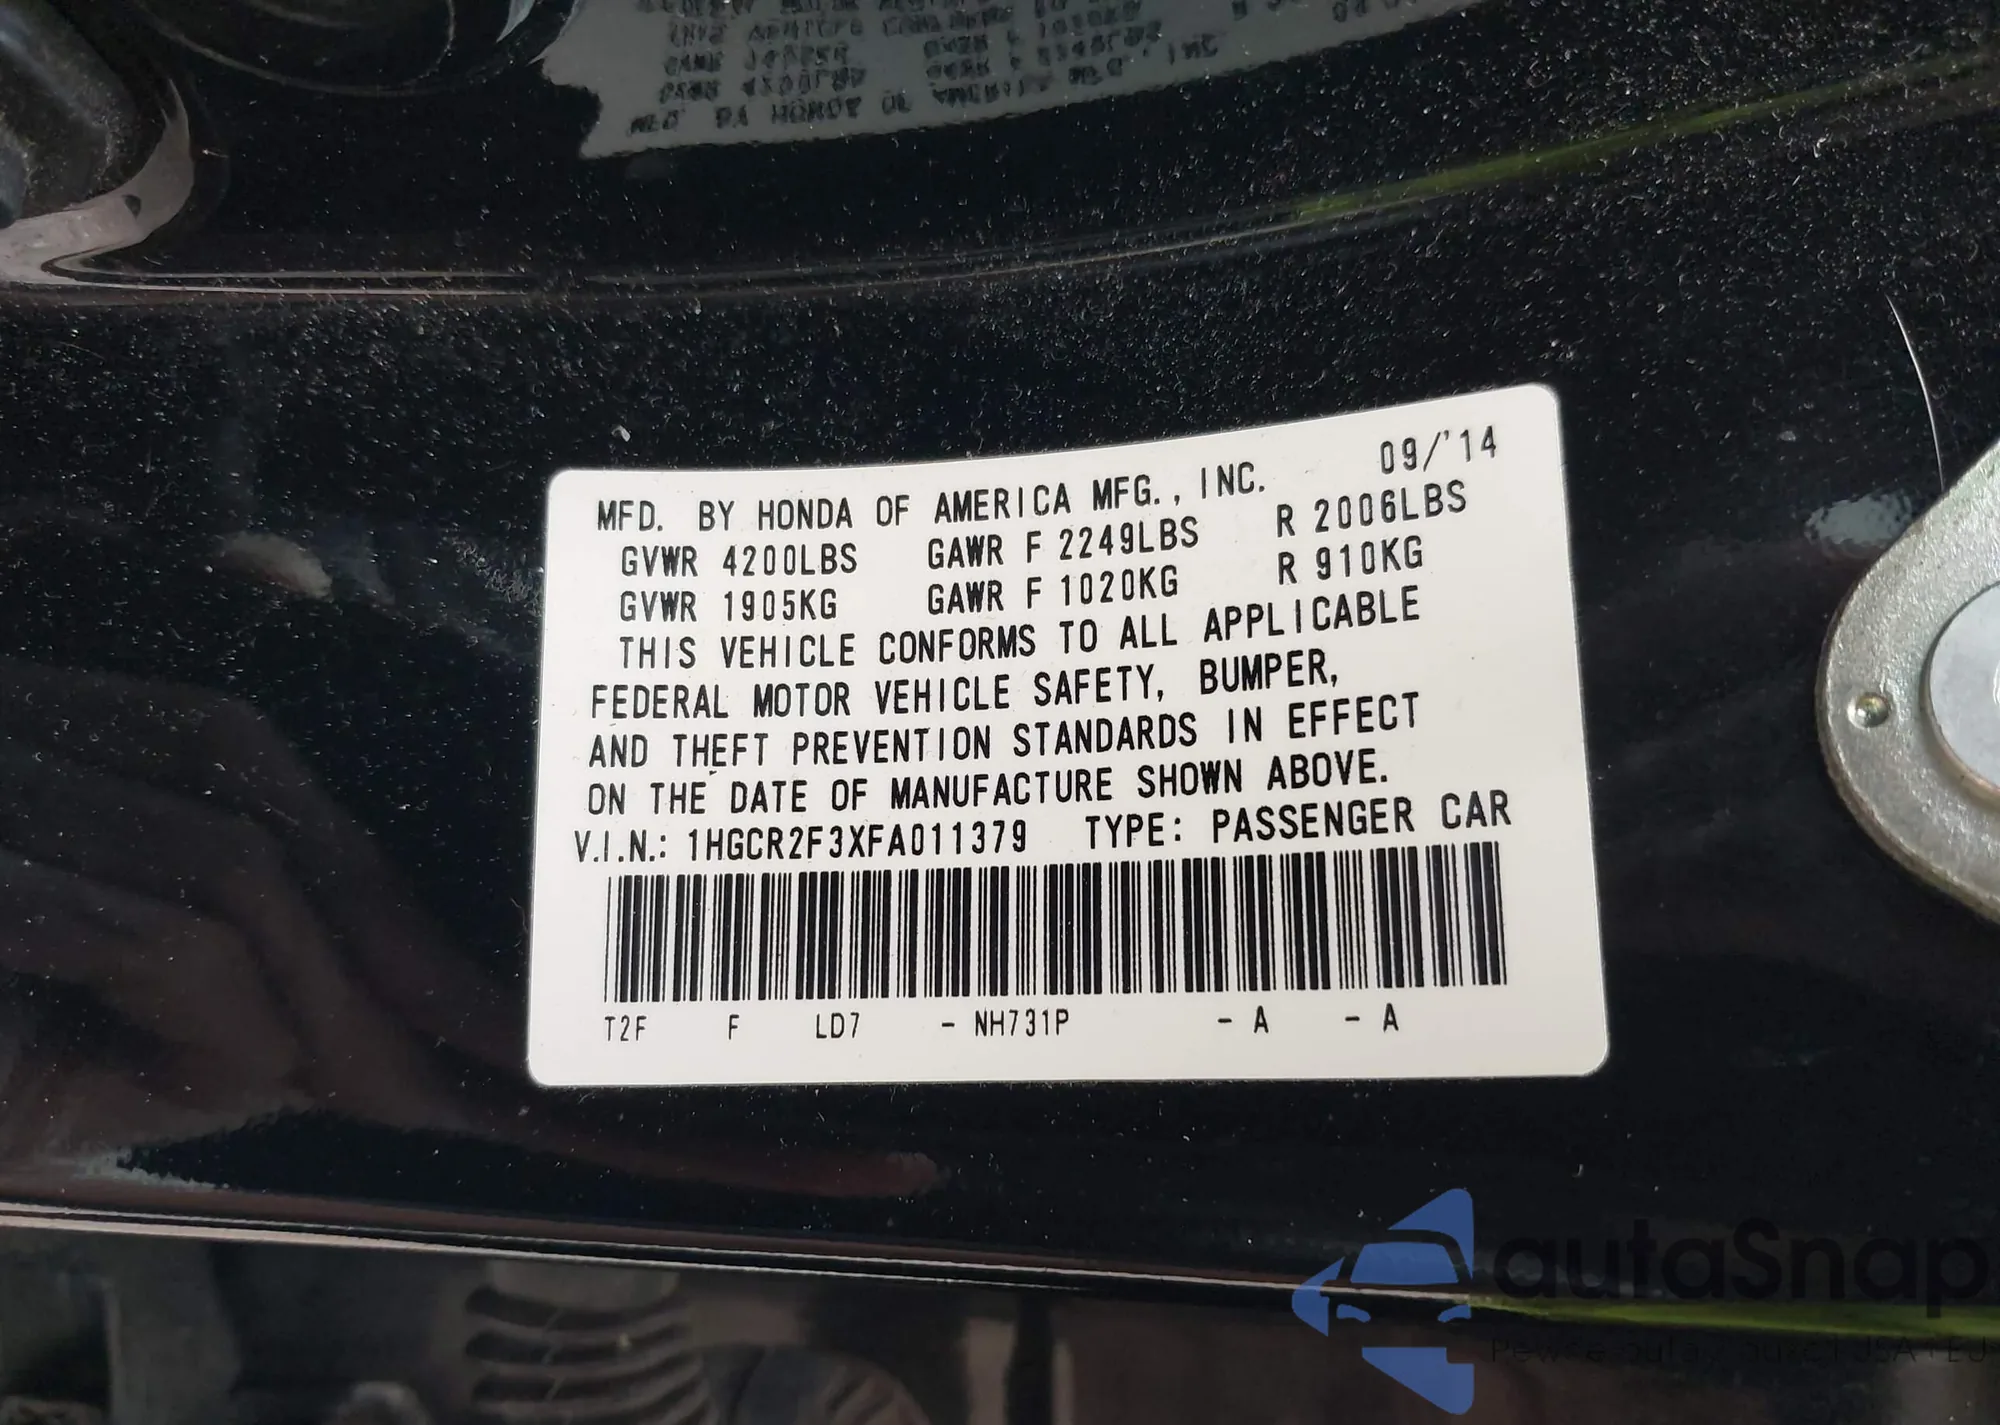 MFD. BY HONDA OF AMERICA MFG., INC. 09/'14
GVWR 4200LBS GAWR F 2249LBS R 2006LBS
GVWR 1905KG GAWR F 1020KG R 910KG
THIS VEHICLE CONFORMS TO ALL APPLICABLE
FEDERAL MOTOR VEHICLE SAFETY, BUMPER,
AND THEFT PREVENTION STANDARDS IN EFFECT
ON THE DATE OF MANUFACTURE SHOWN ABOVE.
V.I.N.: 1HGCR2F3XFA011379 TYPE: PASSENGER CAR
T2F F LD7 - NH731P - A - A
autaSnap